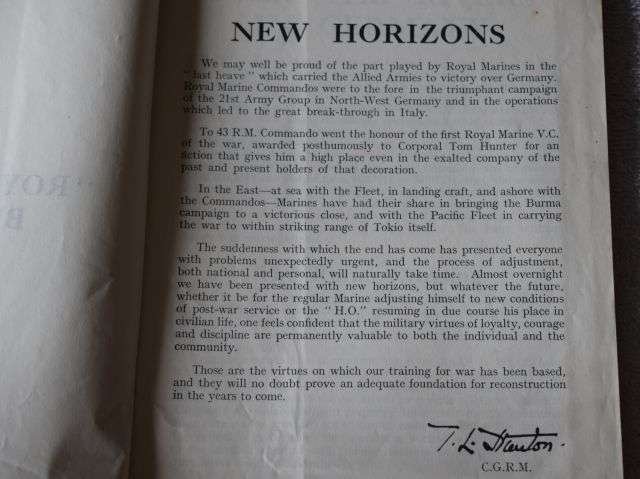 NEW HORIZONS
We may well be proud of the part played by Royal Marines in the
"last heave" which carried the Allied Armies to victory over Germany.
Royal Marine Commandos were to the fore in the triumphant campaign
of the 21st Army Group in North-West Germany and in the operations
which led to the great break-through in Italy.
To 43 R.M. Commando went the honour of the first Royal Marine V.C.
of the war, awarded posthumously to Corporal Tom Hunter for an
action that gives him a high place even in the exalted company of the
past and present holders of that decoration.
In the East—at sea with the Fleet, in landing craft, and ashore with
the Commandos—Marines have had their share in bringing the Burma
campaign to a victorious close, and with the Pacific Fleet in carrying
the war to within striking range of Tokio itself.
The suddenness with which the end has come has presented everyone
with problems unexpectedly urgent, and the process of adjustment,
both national and personal, will naturally take time. Almost overnight
we have been presented with new horizons, but whatever the future,
whether it be for the regular Marine adjusting himself to new conditions
of post-war service or the "H.O." resuming in due course his place in
civilian life, one feels confident that the military virtues of loyalty, courage
and discipline are permanently valuable to both the individual and the
community.
Those are the virtues on which our training for war has been based,
and they will no doubt prove an adequate foundation for reconstruction
in the years to come.
T. L. Hunton.
C.G.R.M.